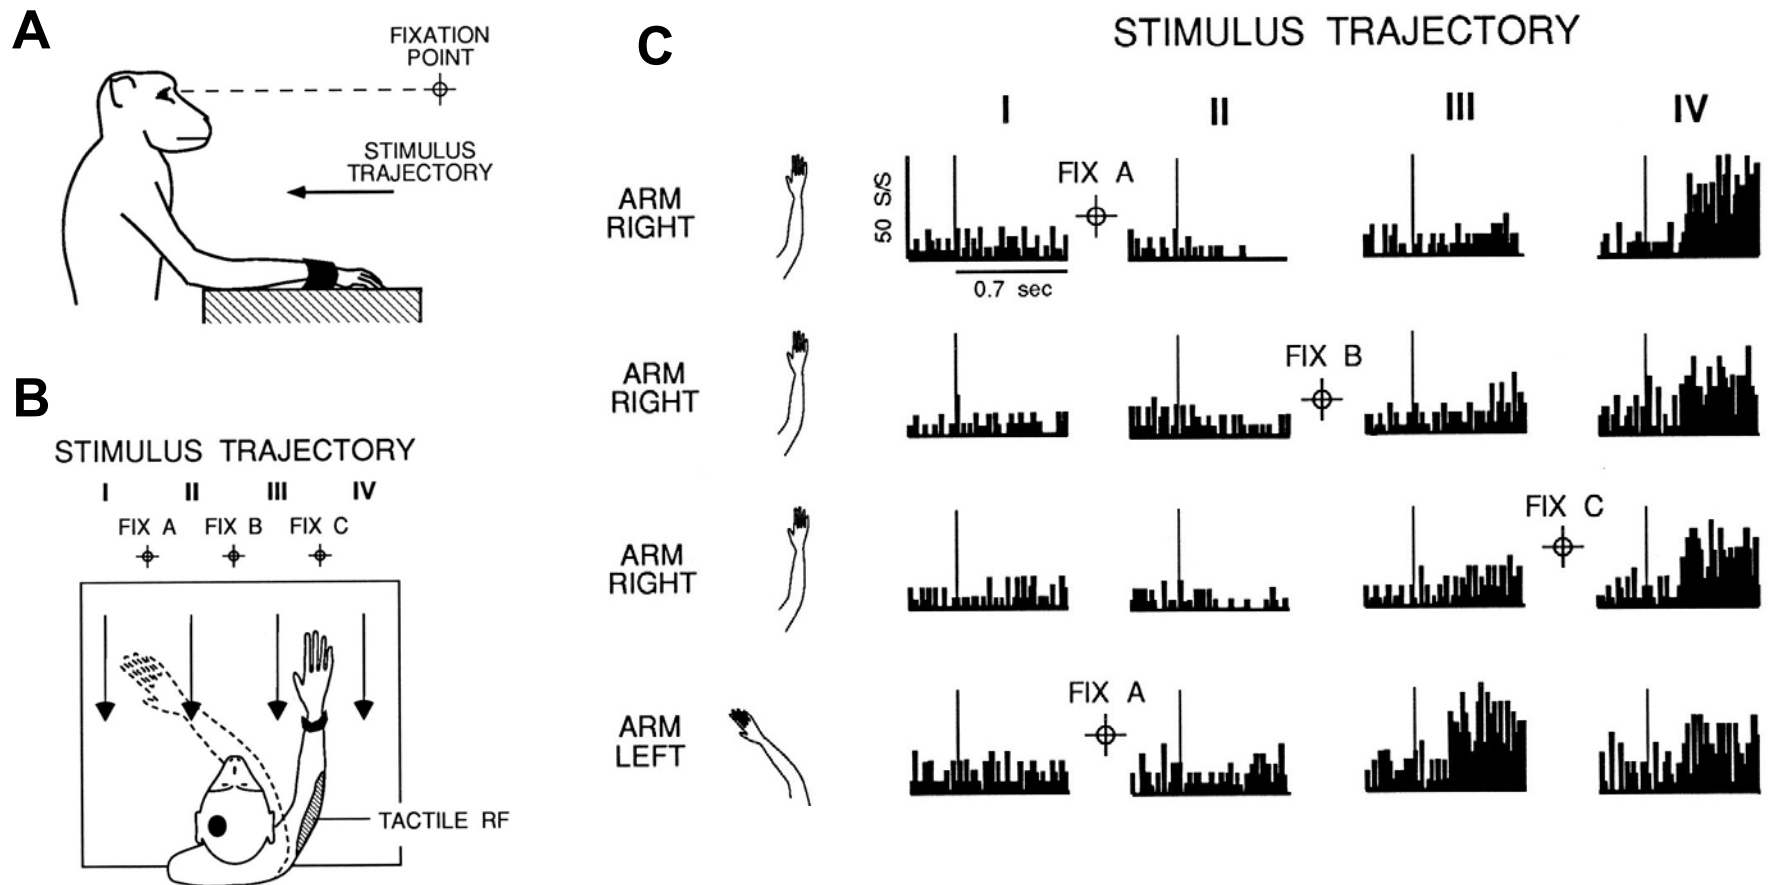 A
FIXATION
POINT
STIMULUS
TRAJECTORY
B
STIMULUS TRAJECTORY
I II III IV
FIX A FIX B FIX C
TACTILE RF
C
STIMULUS TRAJECTORY
I II III IV
ARM
RIGHT
50 S/S
FIX A
0.7 sec
ARM
RIGHT
FIX B
ARM
RIGHT
FIX C
ARM
LEFT
FIX A